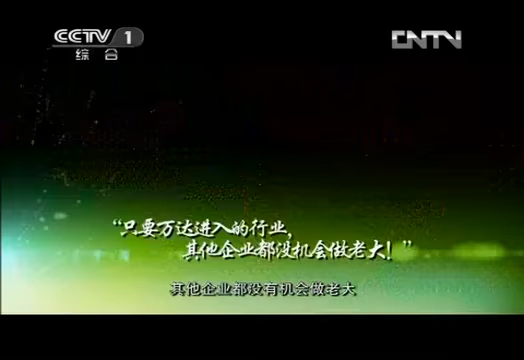 CCTV 1
综合
CNTV
“只要万达进入的行业，
其他企业都没机会做老大！”
其他企业都没有机会做老大